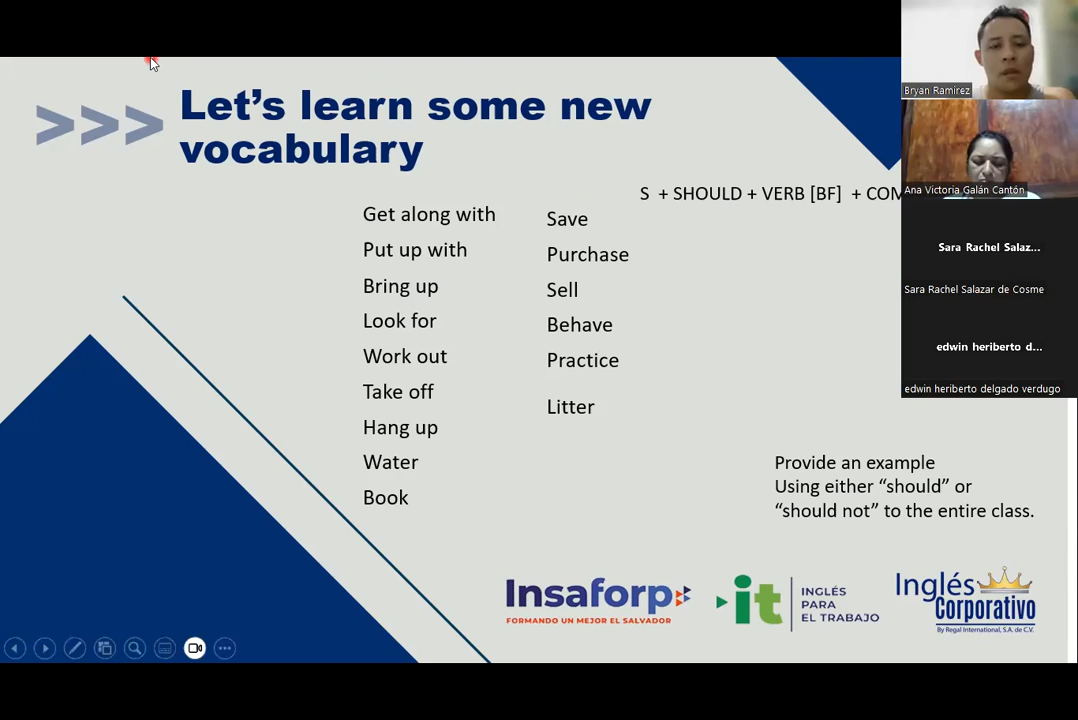 >>> Let's learn some new
vocabulary
S + SHOULD + VERB [BF] + COM
Get along with
Put up with
Bring up
Look for
Work out
Take off
Hang up
Water
Book
Save
Purchase
Sell
Behave
Practice
Litter
Provide an example
Using either “should” or
“should not” to the entire class.
Insaforp
FORMANDO UN MEJOR EL SALVADOR
it
INGLÉS
PARA
EL TRABAJO
Inglés
Corporativo
By Regal International, S.A. de C.V.
Bryan Ramirez
Ana Victoria Galán Cantón
Sara Rachel Salaz...
Sara Rachel Salazar de Cosme
edwin heriberto d...
edwin heriberto delgado verdugo